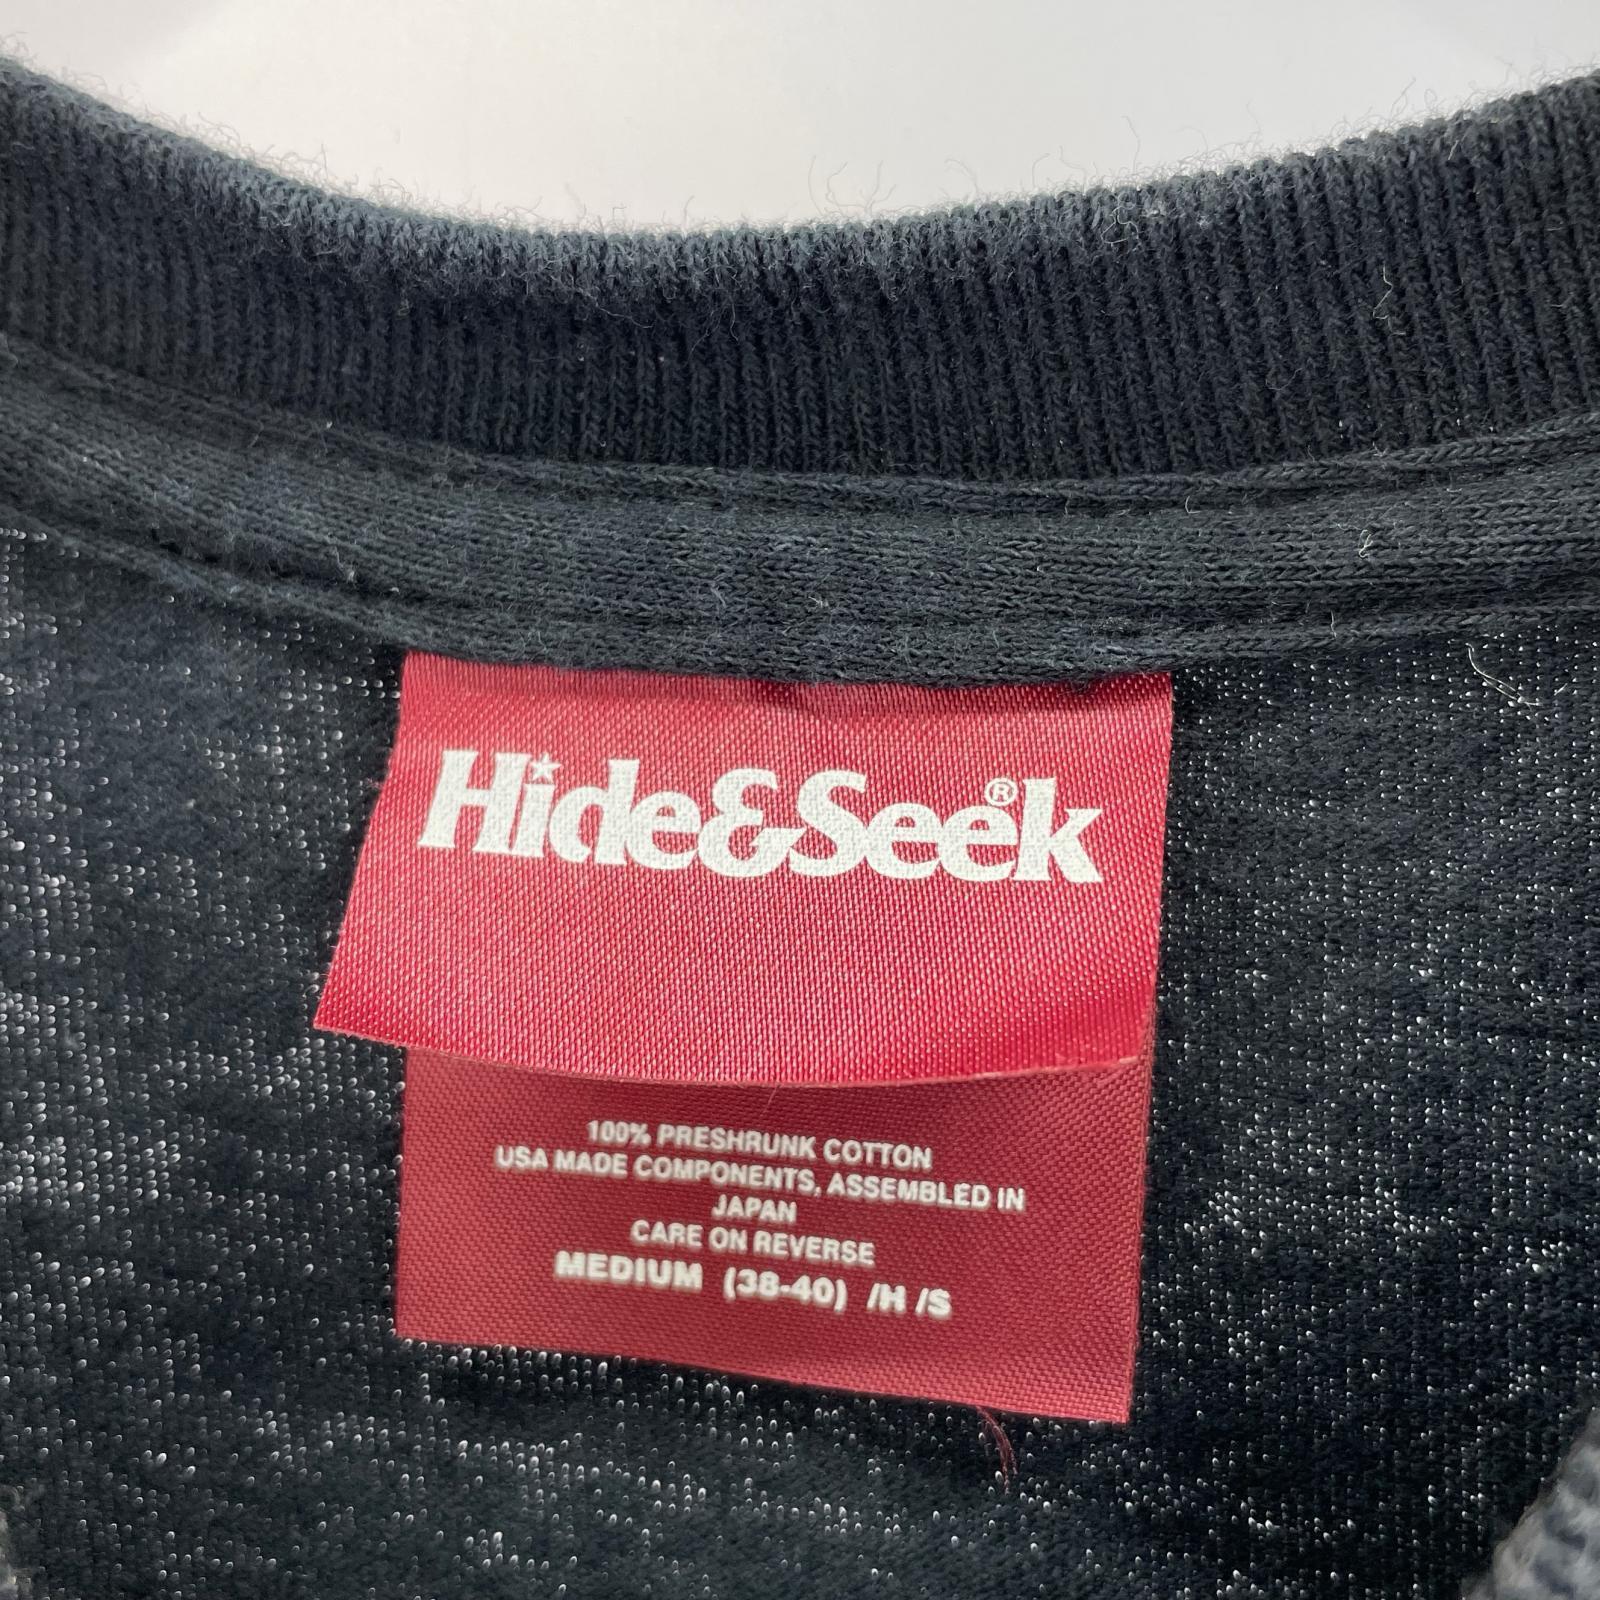 Hide&Seek®
100% PRESHRUNK COTTON
USA MADE COMPONENTS, ASSEMBLED IN
JAPAN
CARE ON REVERSE
MEDIUM (38-40) /H /S